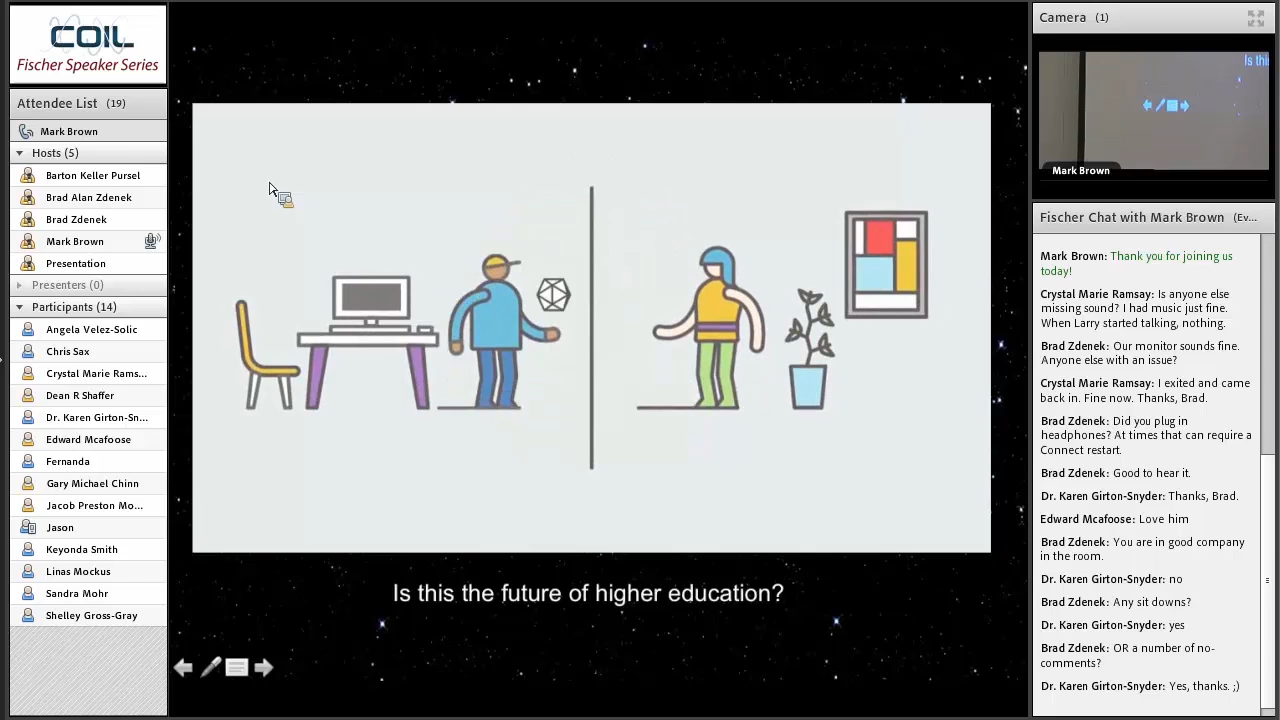 COIL
Fischer Speaker Series
Attendee List (19)
Mark Brown
Hosts (5)
Barton Keller Pursel
Brad Alan Zdenek
Brad Zdenek
Mark Brown
Presentation
Presenters (0)
Participants (14)
Angela Velez-Solic
Chris Sax
Crystal Marie Rams...
Dean R Shaffer
Dr. Karen Girton-Sn...
Edward Mcafoose
Fernanda
Gary Michael Chinn
Jacob Preston Mo...
Jason
Keyonda Smith
Linas Mockus
Sandra Mohr
Shelley Gross-Gray
Is this the future of higher education?
Camera (1)
Is thi
Mark Brown
Fischer Chat with Mark Brown (Ev...
Mark Brown: Thank you for joining us
today!
Crystal Marie Ramsay: Is anyone else
missing sound? I had music just fine.
When Larry started talking, nothing.
Brad Zdenek: Our monitor sounds fine.
Anyone else with an issue?
Crystal Marie Ramsay: I exited and came
back in. Fine now. Thanks, Brad.
Brad Zdenek: Did you plug in
headphones? At times that can require a
Connect restart.
Brad Zdenek: Good to hear it.
Dr. Karen Girton-Snyder: Thanks, Brad.
Edward Mcafoose: Love him
Brad Zdenek: You are in good company
in the room.
Dr. Karen Girton-Snyder: no
Brad Zdenek: Any sit downs?
Dr. Karen Girton-Snyder: yes
Brad Zdenek: OR a number of no-
comments?
Dr. Karen Girton-Snyder: Yes, thanks. ;)